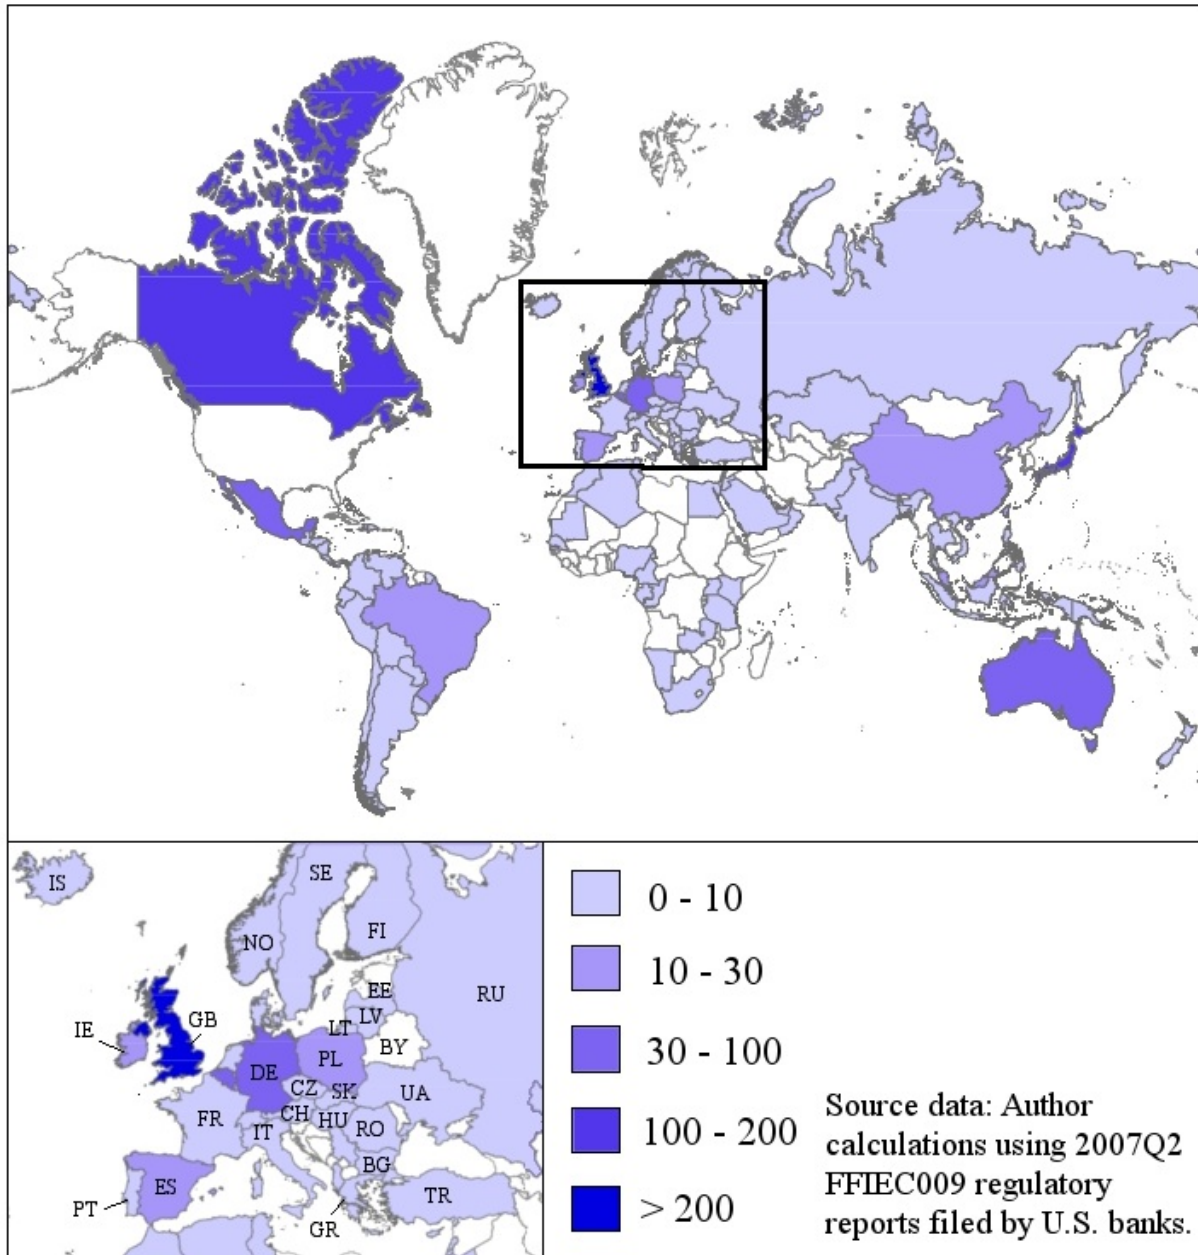 IS
SE
NO
FI
EE
RU
LV
IE
GB
LT
BY
DE
PL
CZ
SK
UA
FR
CH
HU
IT
RO
BG
ES
TR
PT
GR
0 - 10
10 - 30
30 - 100
100 - 200
> 200
Source data: Author
calculations using 2007Q2
FFIEC009 regulatory
reports filed by U.S. banks.